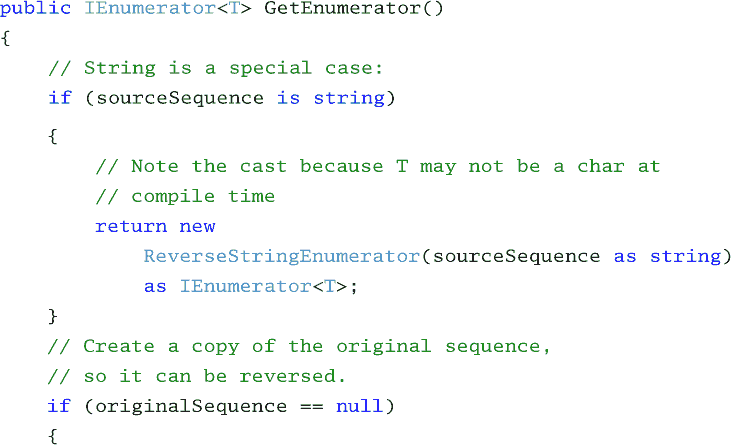 public IEnumerator<T> GetEnumerator()
{
    // String is a special case:
    if (sourceSequence is string)
    {
        // Note the cast because T may not be a char at
        // compile time
        return new
            ReverseStringEnumerator(sourceSequence as string)
            as IEnumerator<T>;
    }
    // Create a copy of the original sequence,
    // so it can be reversed.
    if (originalSequence == null)
    {